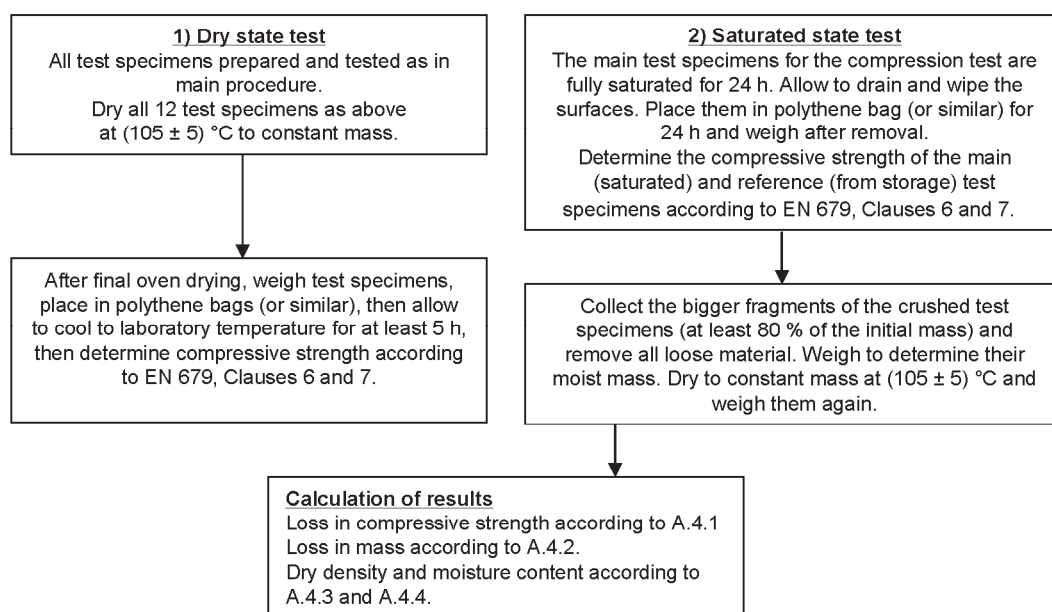 1) Dry state test
All test specimens prepared and tested as in
main procedure.
Dry all 12 test specimens as above
at (105 ± 5) °C to constant mass.
After final oven drying, weigh test specimens,
place in polythene bags (or similar), then allow
to cool to laboratory temperature for at least 5 h,
then determine compressive strength according
to EN 679, Clauses 6 and 7.
2) Saturated state test
The main test specimens for the compression test are
fully saturated for 24 h. Allow to drain and wipe the
surfaces. Place them in polythene bag (or similar) for
24 h and weigh after removal.
Determine the compressive strength of the main
(saturated) and reference (from storage) test
specimens according to EN 679, Clauses 6 and 7.
Collect the bigger fragments of the crushed test
specimens (at least 80 % of the initial mass) and
remove all loose material. Weigh to determine their
moist mass. Dry to constant mass at (105 ± 5) °C and
weigh them again.
Calculation of results
Loss in compressive strength according to A.4.1
Loss in mass according to A.4.2.
Dry density and moisture content according to
A.4.3 and A.4.4.